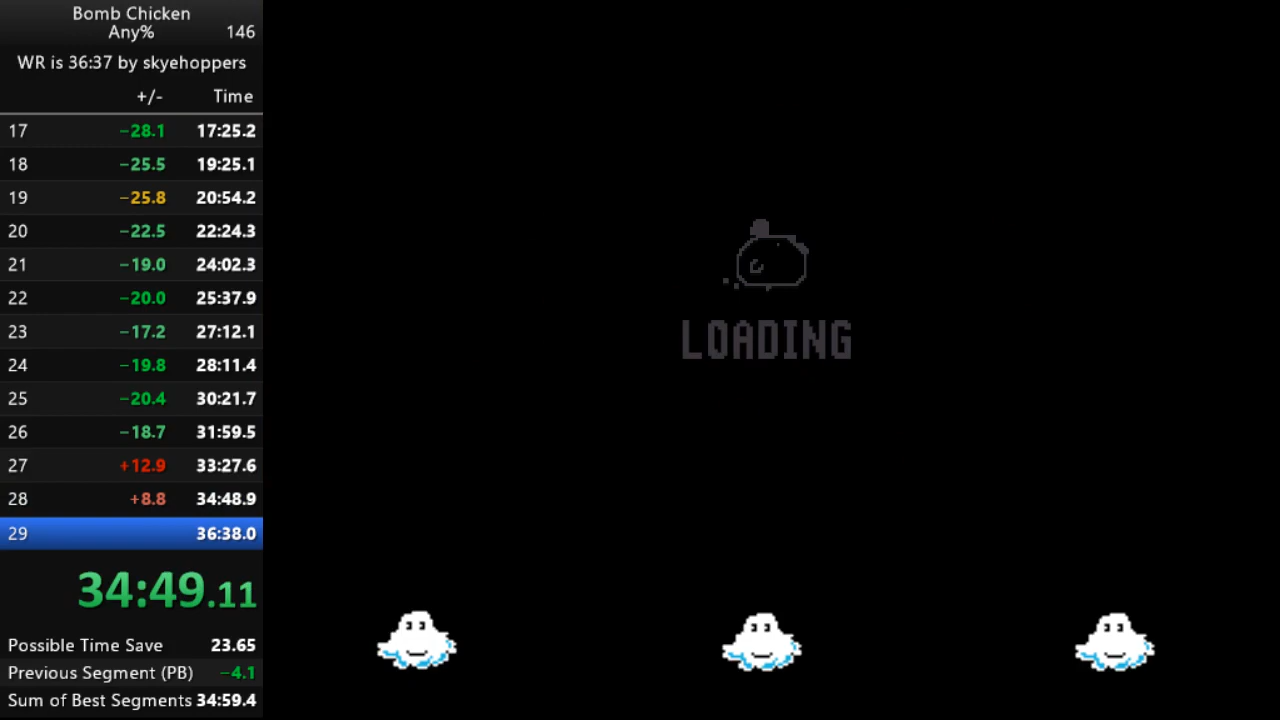 Bomb Chicken
Any% 146
WR is 36:37 by skyehoppers
+/- Time
17 −28.1 17:25.2
18 −25.5 19:25.1
19 −25.8 20:54.2
20 −22.5 22:24.3
21 −19.0 24:02.3
22 −20.0 25:37.9
23 −17.2 27:12.1
24 −19.8 28:11.4
25 −20.4 30:21.7
26 −18.7 31:59.5
27 +12.9 33:27.6
28 +8.8 34:48.9
29 36:38.0
34:49.11
Possible Time Save 23.65
Previous Segment (PB) −4.1
Sum of Best Segments 34:59.4
LOADING